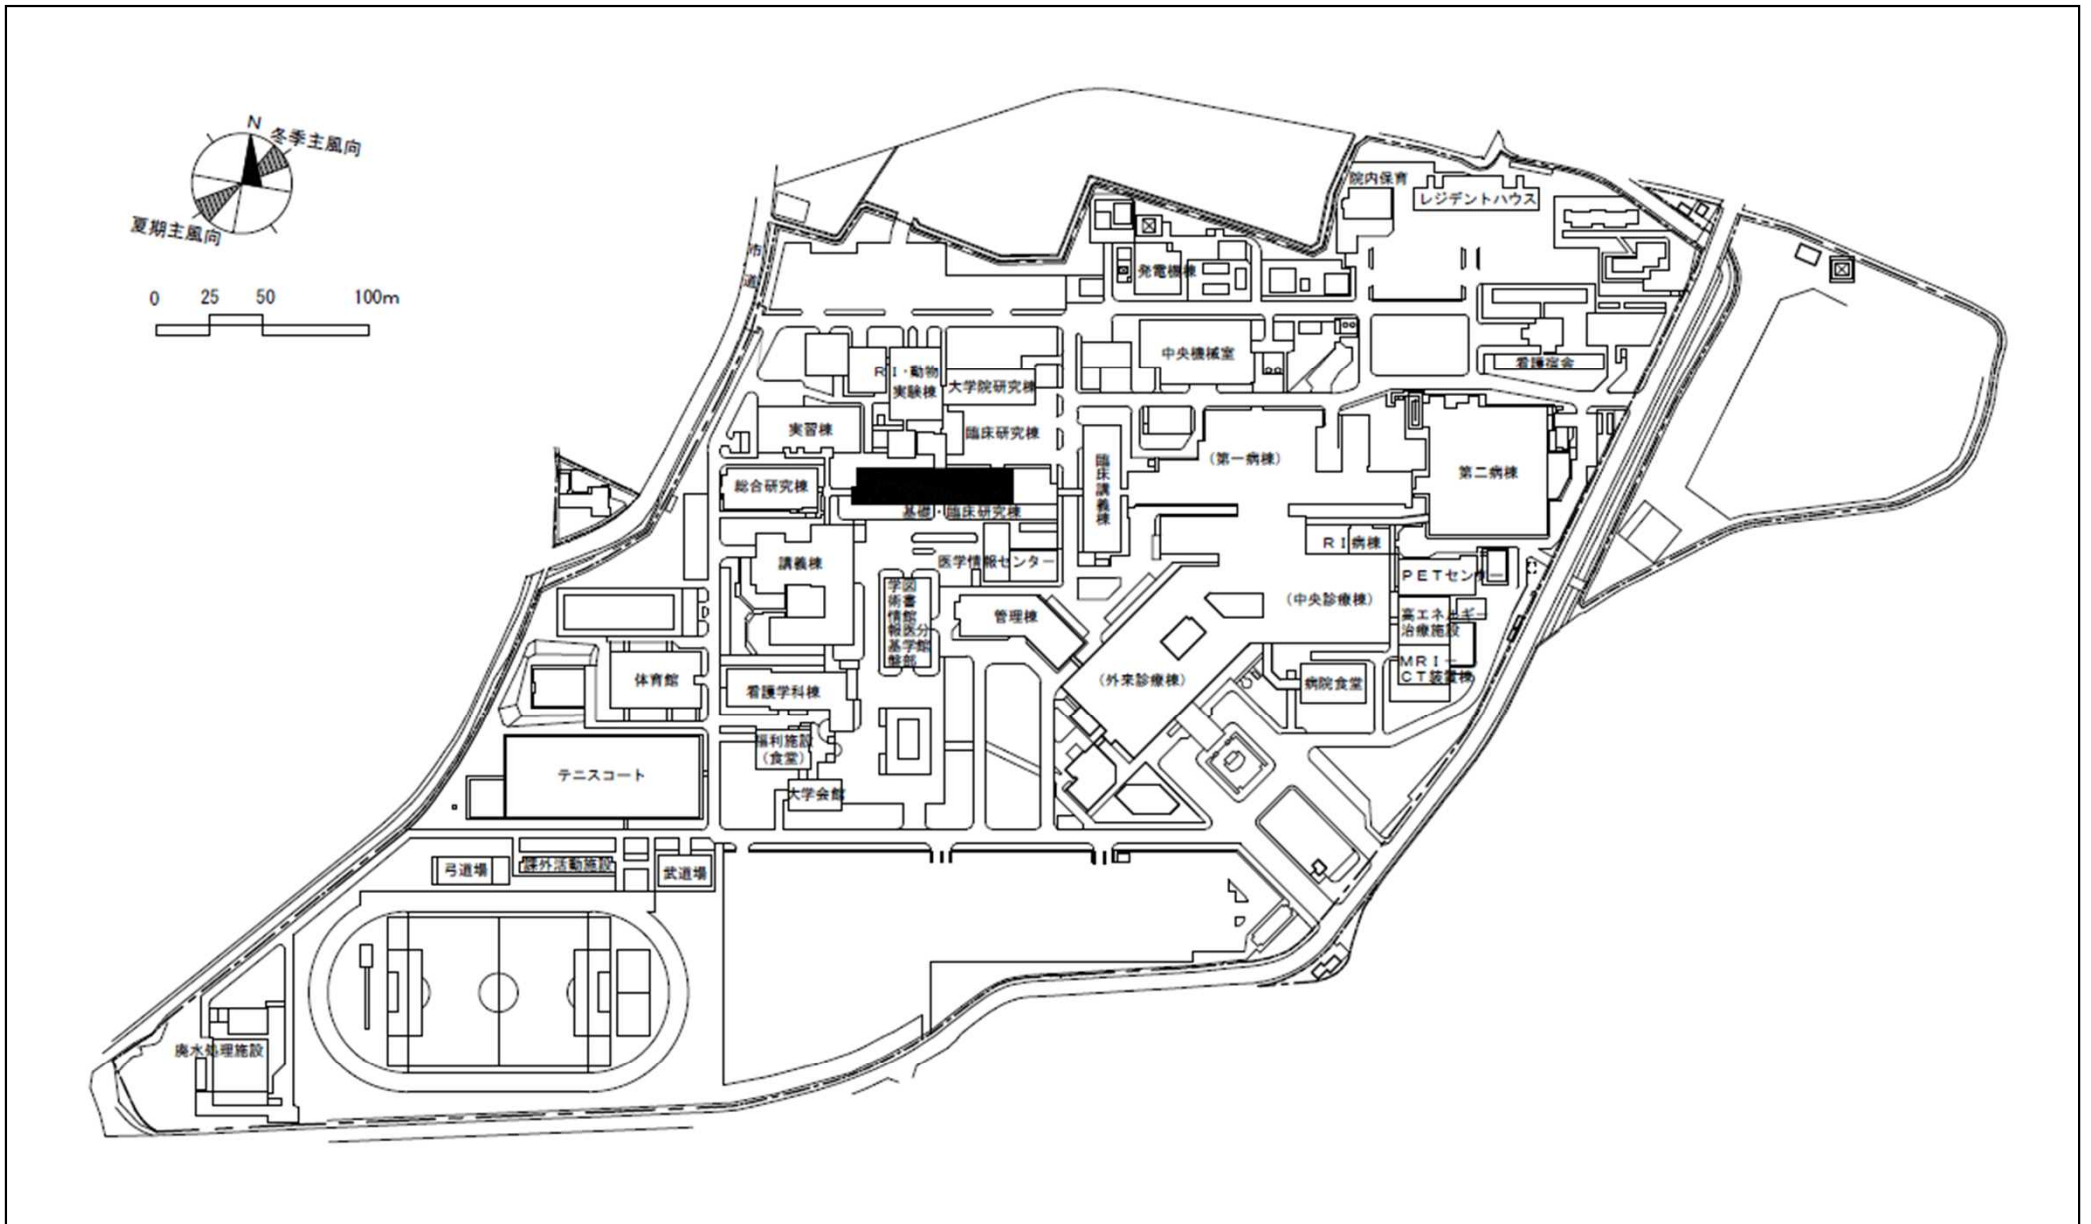 N
冬季主風向
夏期主風向
0 25 50 100m
市道
院内保育
レジデントハウス
発電機棟
中央機械室
看護宿舎
RI・動物
実験棟
大学院研究棟
実習棟
臨床研究棟
臨床講義棟
(第一病棟)
第二病棟
総合研究棟
基礎・臨床研究棟
講義棟
医学情報センター
RI病棟
PETセンター
学図
術書
情館
報医分
基学館
盤部
管理棟
(中央診療棟)
高エネルギー
治療施設
体育館
看護学科棟
(外来診療棟)
病院食堂
MRI-
CT装置棟
福利施設
(食堂)
テニスコート
大学会館
弓道場
課外活動施設
武道場
廃水処理施設